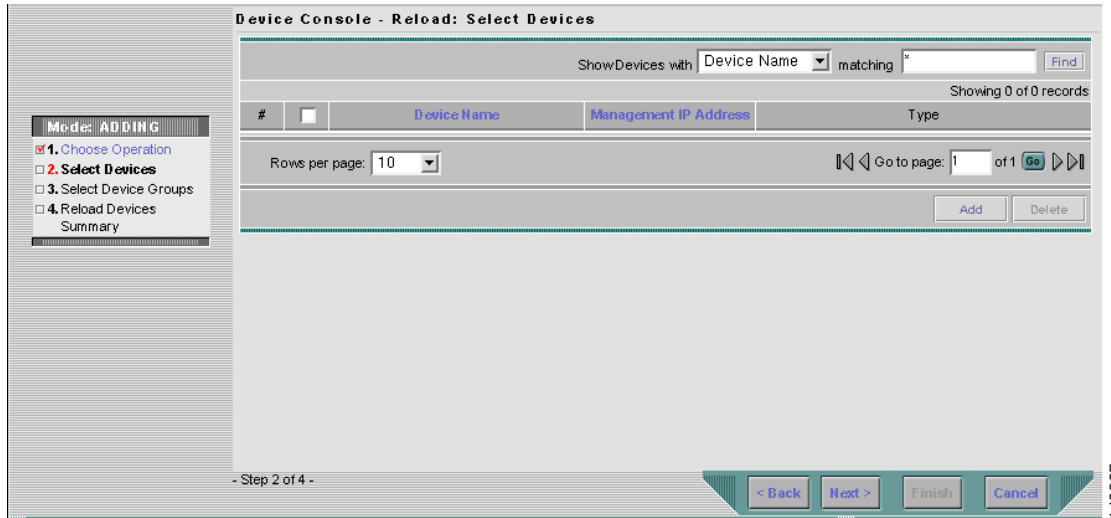 Device Console - Reload: Select Devices
Show Devices with Device Name matching * Find
Showing 0 of 0 records
# Device Name Management IP Address Type
Rows per page: 10 Go to page: 1 of 1 Go
Add Delete
Mode: ADDING
1. Choose Operation
2. Select Devices
3. Select Device Groups
4. Reload Devices
Summary
- Step 2 of 4 -
< Back Next > Finish Cancel